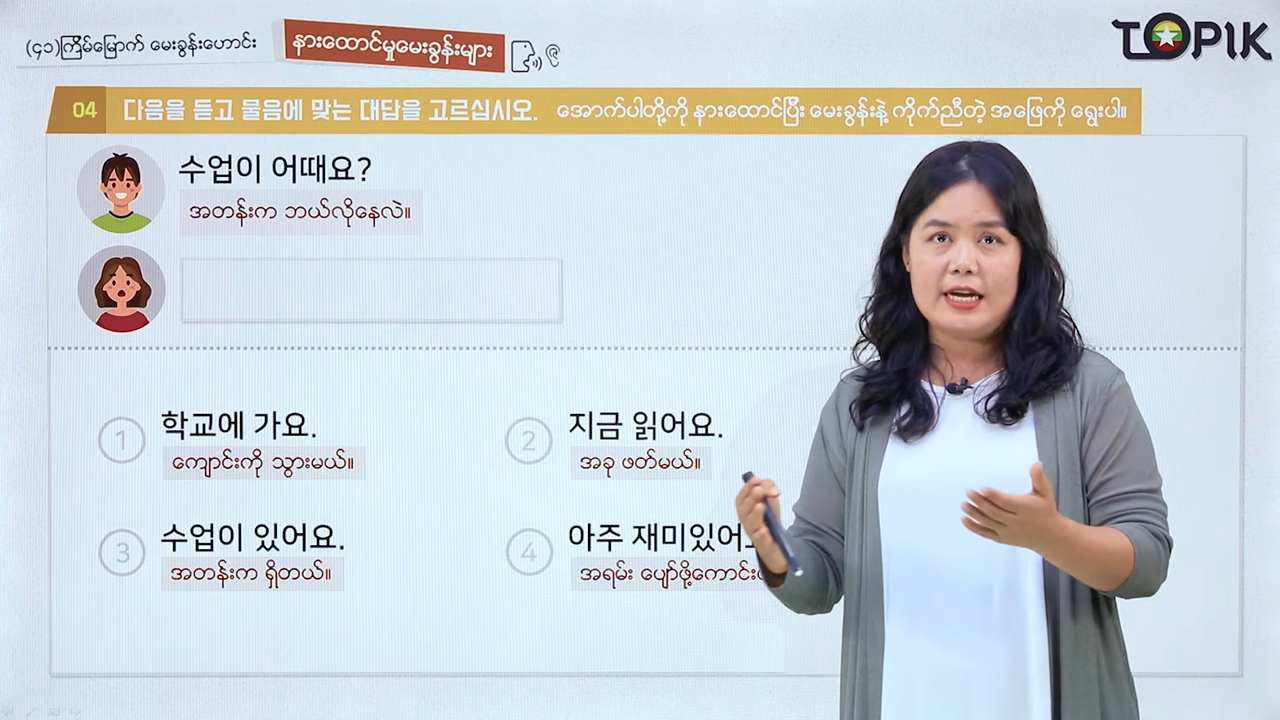 (၄၁)ကြိမ်မြောက် မေးခွန်းဟောင်း
နားထောင်မှုမေးခွန်းများ
TOPIK
04 다음을 듣고 물음에 맞는 대답을 고르십시오. အောက်ပါတို့ကို နားထောင်ပြီး မေးခွန်းနဲ့ ကိုက်ညီတဲ့ အဖြေကို ရွေးပါ။
수업이 어때요?
အတန်းက ဘယ်လိုနေလဲ။
1 학교에 가요.
ကျောင်းကို သွားမယ်။
2 지금 읽어요.
အခု ဖတ်မယ်။
3 수업이 있어요.
အတန်းက ရှိတယ်။
4 아주
အရမ်း